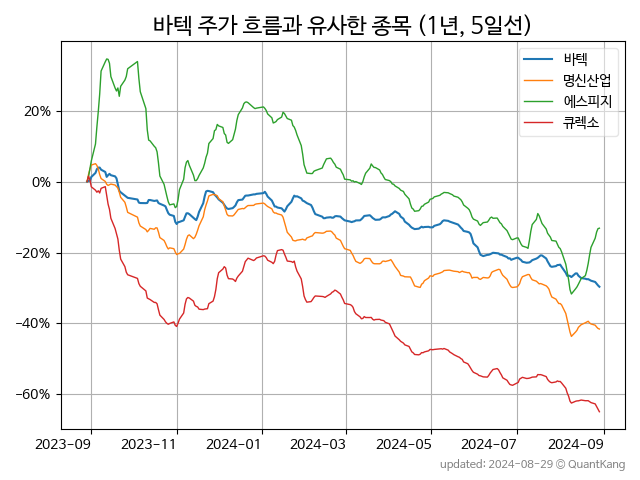 바텍 주가 흐름과 유사한 종목 (1년, 5일선)
바텍
명신산업
에스피지
큐렉소
20%
0%
−20%
−40%
−60%
2023-09
2023-11
2024-01
2024-03
2024-05
2024-07
2024-09
updated: 2024-08-29 © QuantKang